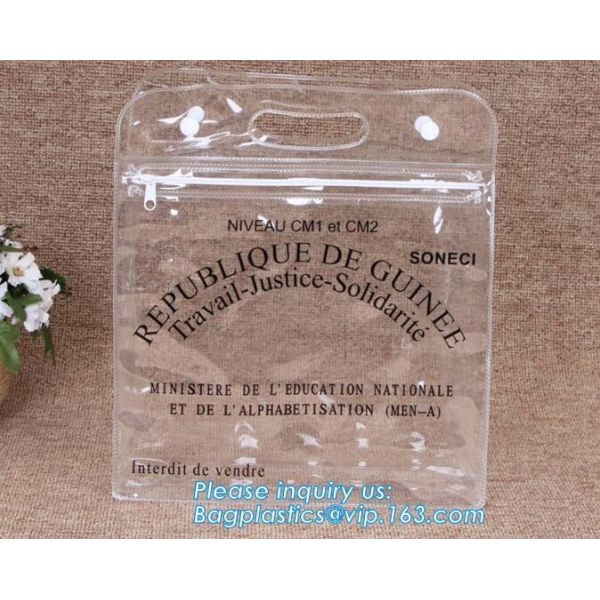 NIVEAU CM1 et CM2
SONECI
REPUBLIQUE DE GUINEE
Travail-Justice-Solidarité
MINISTERE DE L'EDUCATION NATIONALE
ET DE L'ALPHABETISATION (MEN-A)
Interdit de vendre
Please inquiry us:
Bagplastics@vip.163.com